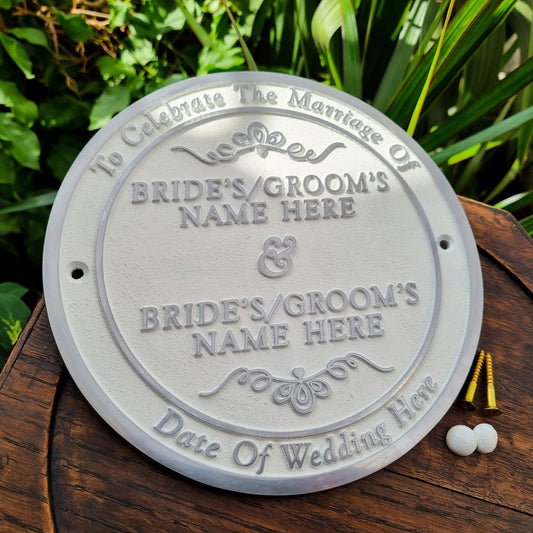 To Celebrate The Marriage Of
BRIDE'S/GROOM'S
NAME HERE
&
BRIDE'S/GROOM'S
NAME HERE
Date Of Wedding Here